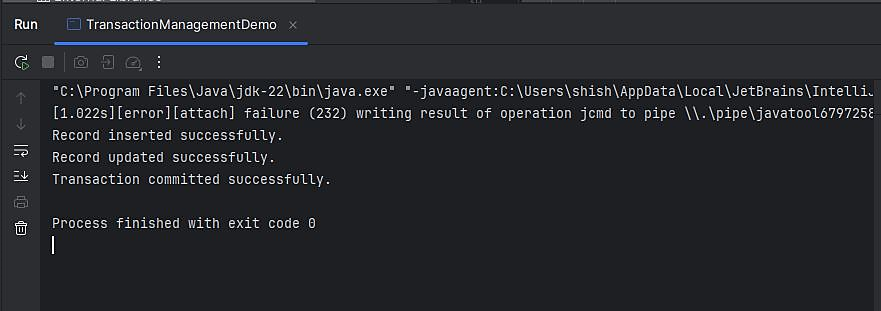 External Libraries
Run TransactionManagementDemo
"C:\Program Files\Java\jdk-22\bin\java.exe" "-javaagent:C:\Users\shish\AppData\Local\JetBrains\IntelliJ
[1.022s][error][attach] failure (232) writing result of operation jcmd to pipe \\.\pipe\javatool6797258
Record inserted successfully.
Record updated successfully.
Transaction committed successfully.
Process finished with exit code 0